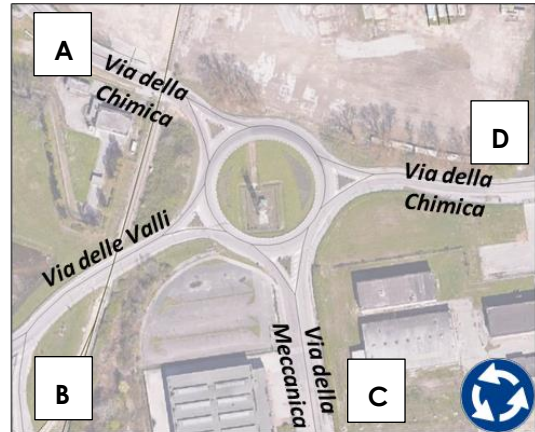 A
Via della
Chimica
D
Via della
Chimica
Via delle Valli
Via della
Meccanica
B
C